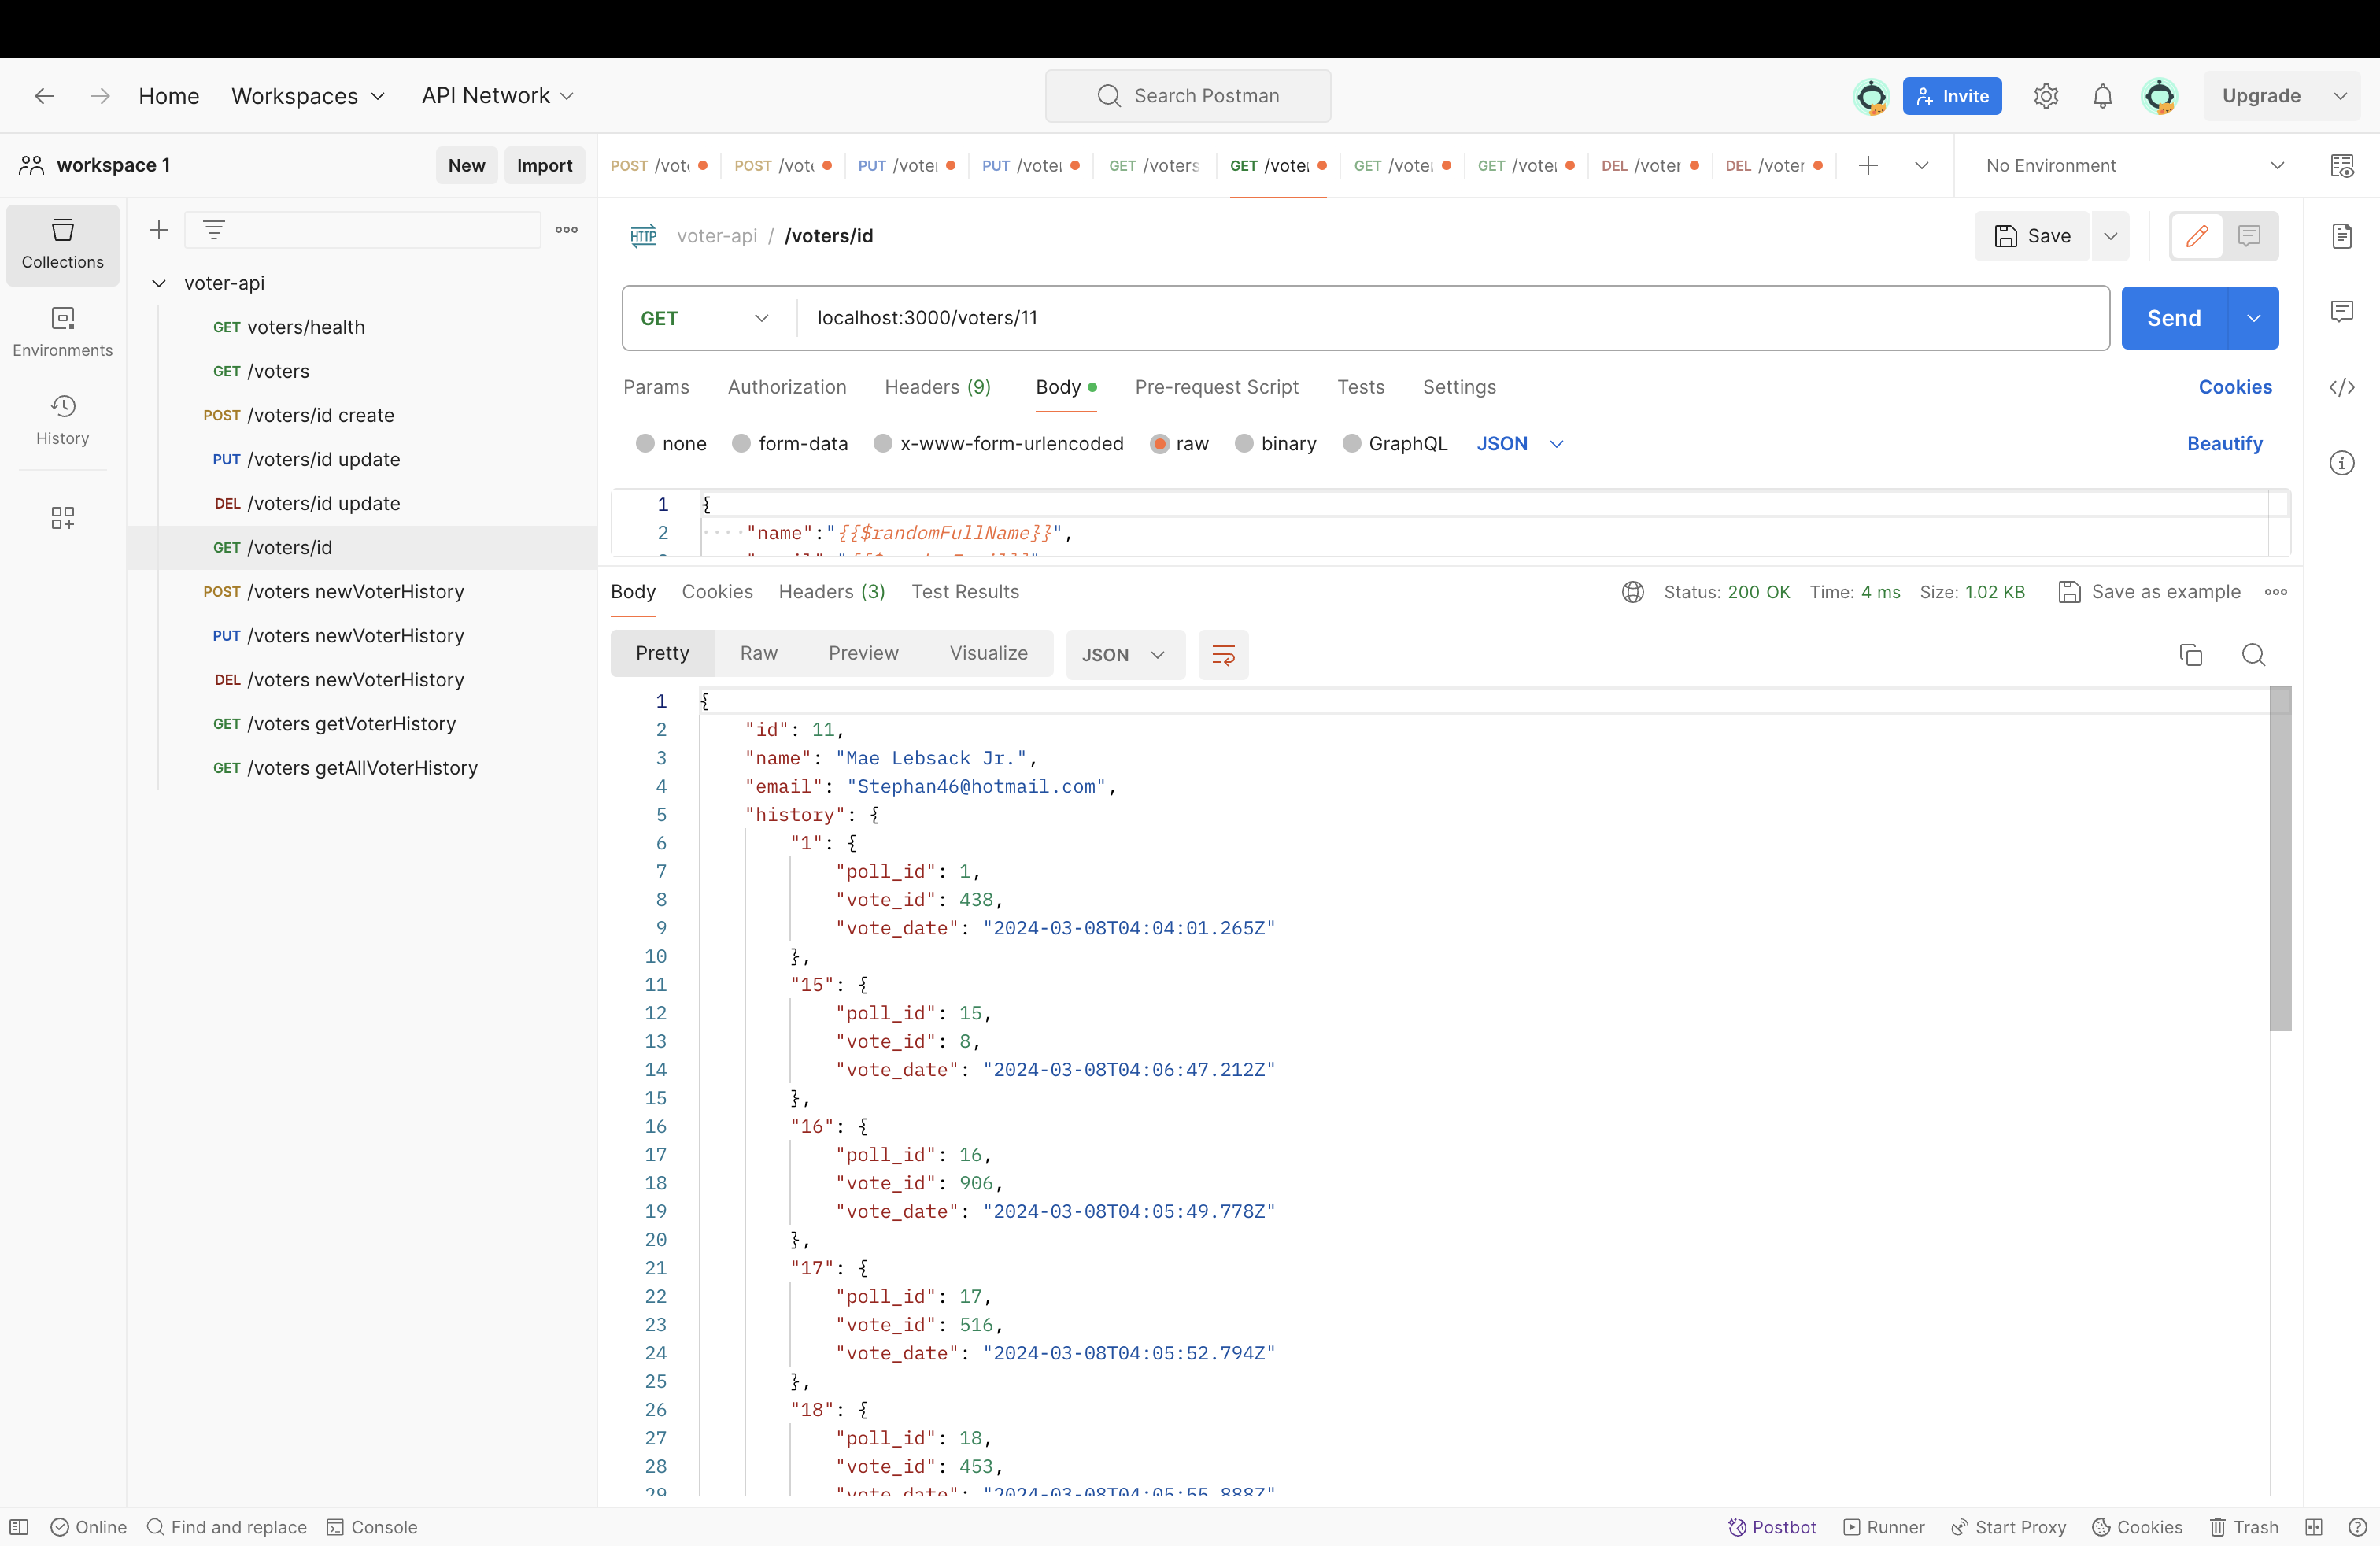 Home Workspaces API Network Search Postman Invite Upgrade
workspace 1 New Import
POST /vot POST /vot PUT /vote PUT /vote GET /voters GET /vote GET /vote GET /vote DEL /voter DEL /voter No Environment
Collections
Environments
History
voter-api
GET voters/health
GET /voters
POST /voters/id create
PUT /voters/id update
DEL /voters/id update
GET /voters/id
POST /voters newVoterHistory
PUT /voters newVoterHistory
DEL /voters newVoterHistory
GET /voters getVoterHistory
GET /voters getAllVoterHistory
HTTP voter-api / /voters/id Save
GET localhost:3000/voters/11 Send
Params Authorization Headers (9) Body Pre-request Script Tests Settings Cookies
none form-data x-www-form-urlencoded raw binary GraphQL JSON Beautify
1 {
2 ····"name":"{{$randomFullName}}",
Body Cookies Headers (3) Test Results Status: 200 OK Time: 4 ms Size: 1.02 KB Save as example
Pretty Raw Preview Visualize JSON
1 {
2 "id": 11,
3 "name": "Mae Lebsack Jr.",
4 "email": "Stephan46@hotmail.com",
5 "history": {
6 "1": {
7 "poll_id": 1,
8 "vote_id": 438,
9 "vote_date": "2024-03-08T04:04:01.265Z"
10 },
11 "15": {
12 "poll_id": 15,
13 "vote_id": 8,
14 "vote_date": "2024-03-08T04:06:47.212Z"
15 },
16 "16": {
17 "poll_id": 16,
18 "vote_id": 906,
19 "vote_date": "2024-03-08T04:05:49.778Z"
20 },
21 "17": {
22 "poll_id": 17,
23 "vote_id": 516,
24 "vote_date": "2024-03-08T04:05:52.794Z"
25 },
26 "18": {
27 "poll_id": 18,
28 "vote_id": 453,
29 "vote_date": "2024-03-08T04:05:55.888Z"
Online Find and replace Console Postbot Runner Start Proxy Cookies Trash